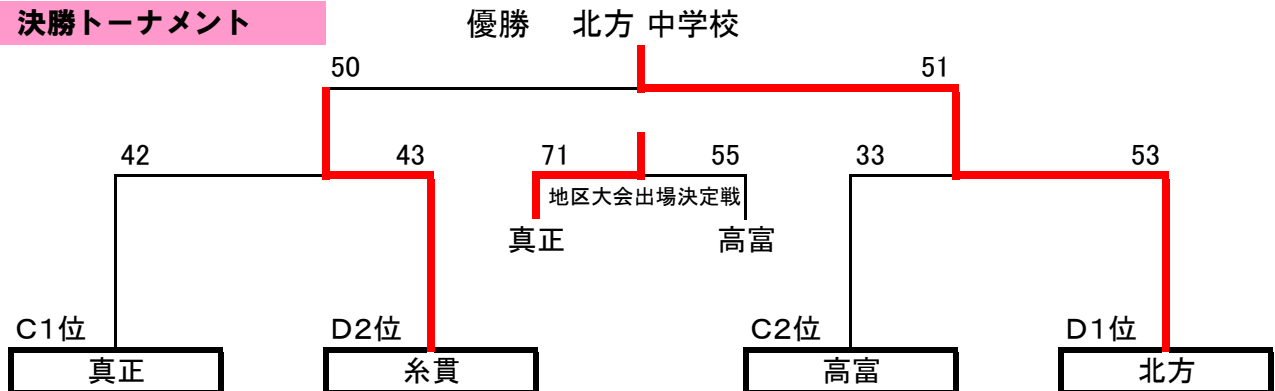 決勝トーナメント
優勝 北方 中学校
50 51
42 43 71 55 33 53
地区大会出場決定戦
真正 高富
C1位 D2位 C2位 D1位
真正 糸貫 高富 北方